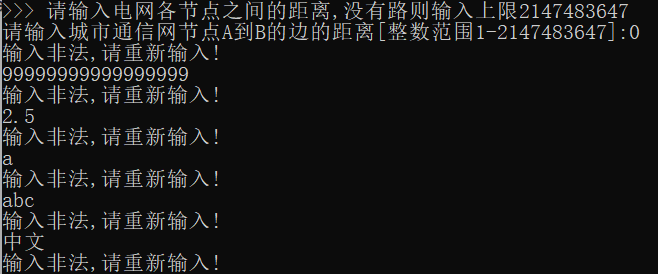 >>> 请输入电网各节点之间的距离,没有路则输入上限2147483647
请输入城市通信网节点A到B的边的距离[整数范围1-2147483647]:0
输入非法,请重新输入!
99999999999999999
输入非法,请重新输入!
2.5
输入非法,请重新输入!
a
输入非法,请重新输入!
abc
输入非法,请重新输入!
中文
输入非法,请重新输入!